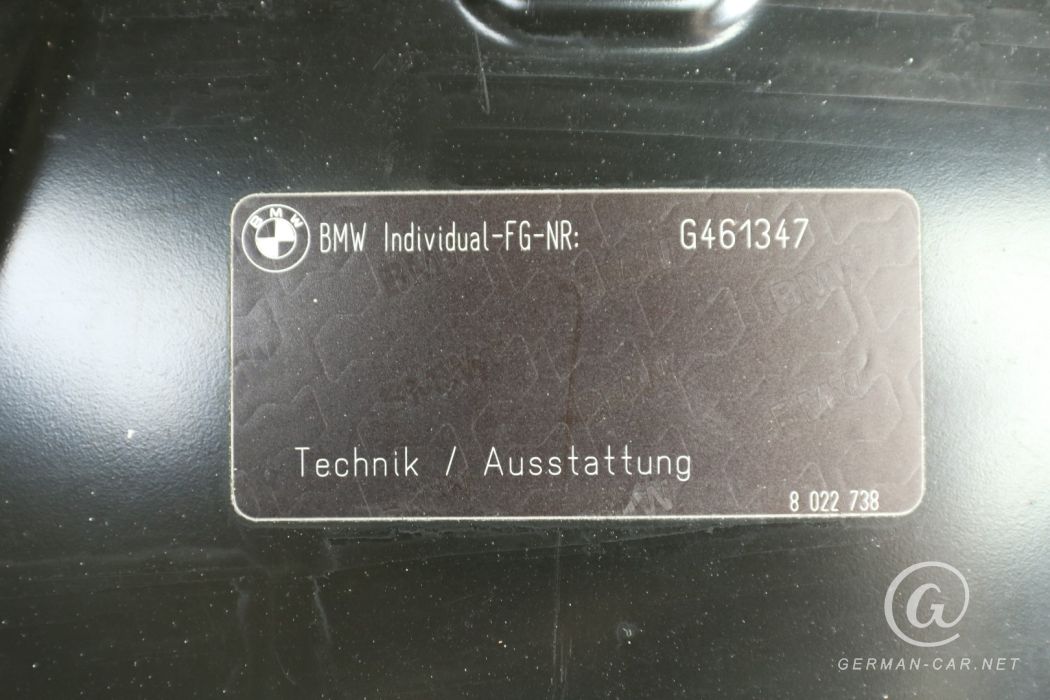 BMW
BMW Individual-FG-NR: G461347
Technik / Ausstattung
8 022 738
@G
GERMAN-CAR.NET